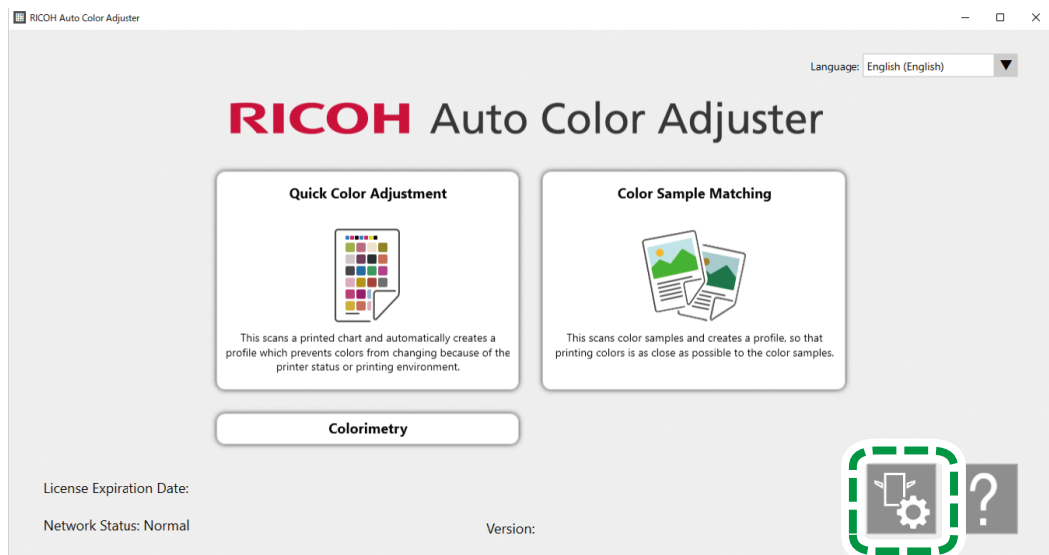 RICOH Auto Color Adjuster
Language: English (English)
RICOH Auto Color Adjuster
Quick Color Adjustment
This scans a printed chart and automatically creates a
profile which prevents colors from changing because of the
printer status or printing environment.
Color Sample Matching
This scans color samples and creates a profile, so that
printing colors is as close as possible to the color samples.
Colorimetry
License Expiration Date:
Network Status: Normal
Version:
?